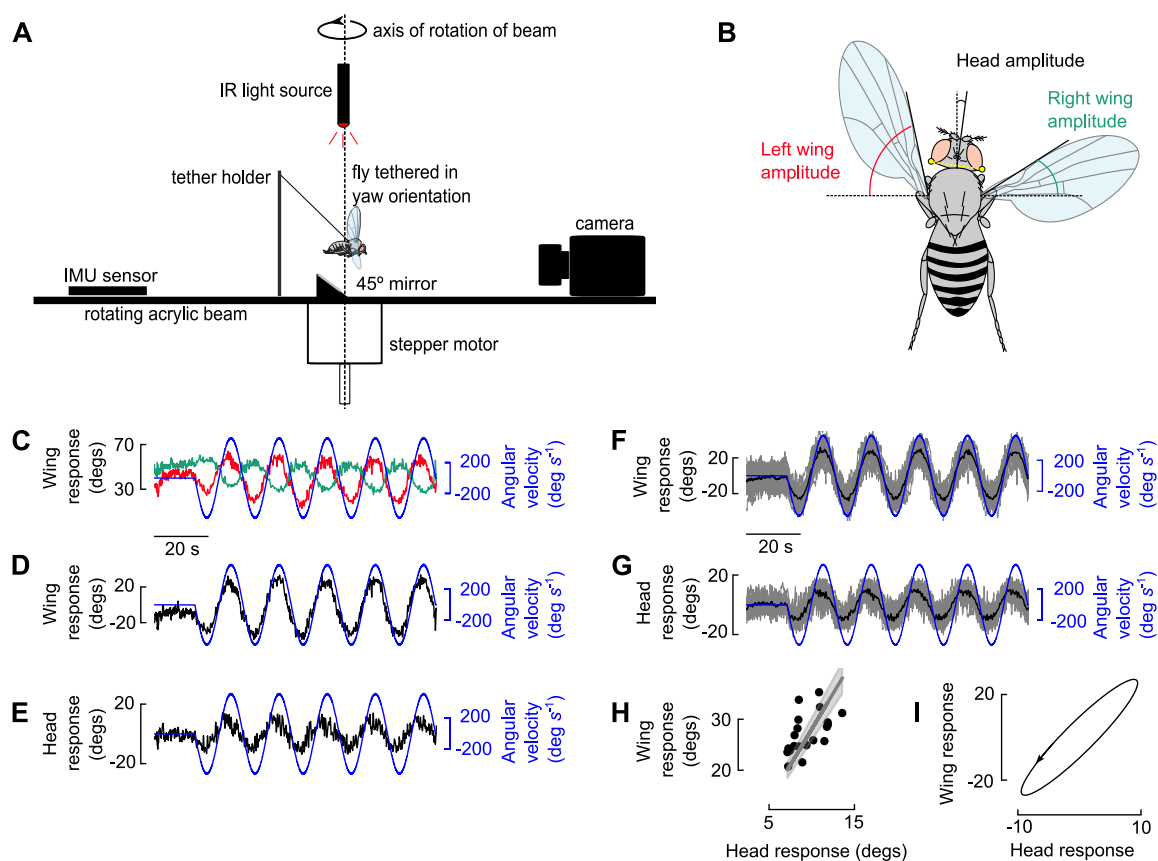 A
axis of rotation of beam
IR light source
tether holder
fly tethered in
yaw orientation
camera
IMU sensor
45º mirror
rotating acrylic beam
stepper motor
B
Head amplitude
Right wing
amplitude
Left wing
amplitude
C
Wing
response
(degs)
70
30
200
-200
Angular
velocity
(deg s⁻¹)
20 s
D
Wing
response
(degs)
20
-20
200
-200
Angular
velocity
(deg s⁻¹)
E
Head
response
(degs)
20
-20
200
-200
Angular
velocity
(deg s⁻¹)
F
Wing
response
(degs)
20
-20
200
-200
Angular
velocity
(deg s⁻¹)
20 s
G
Head
response
(degs)
20
-20
200
-200
Angular
velocity
(deg s⁻¹)
H
Wing
response
(degs)
30
20
5
15
Head response (degs)
I
Wing response
20
-20
-10
10
Head response